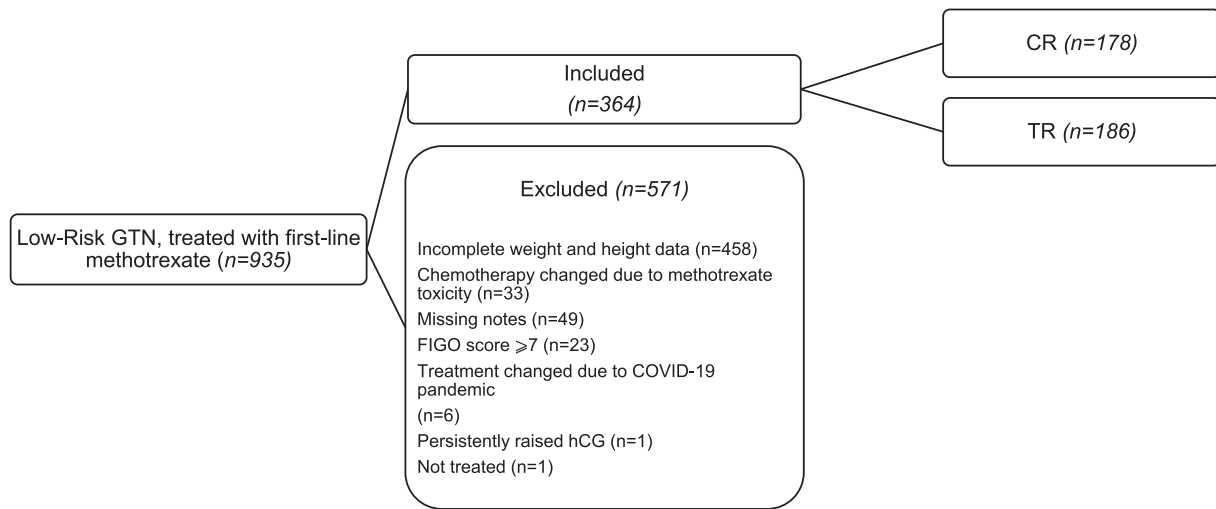 Low-Risk GTN, treated with first-line
methotrexate (n=935)
Included
(n=364)
CR (n=178)
TR (n=186)
Excluded (n=571)
Incomplete weight and height data (n=458)
Chemotherapy changed due to methotrexate
toxicity (n=33)
Missing notes (n=49)
FIGO score ⩾7 (n=23)
Treatment changed due to COVID-19
pandemic
(n=6)
Persistently raised hCG (n=1)
Not treated (n=1)